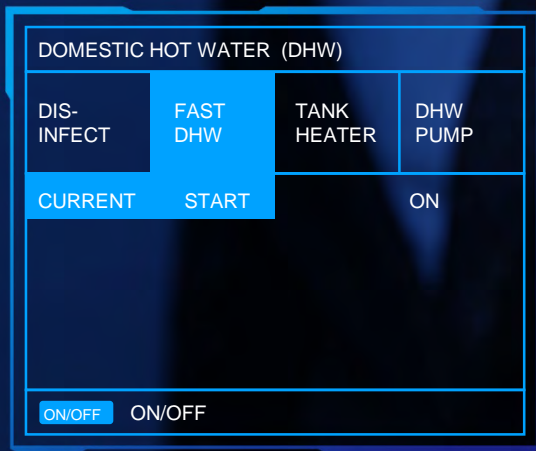 DOMESTIC HOT WATER (DHW)
DIS-
INFECT
FAST
DHW
TANK
HEATER
DHW
PUMP
CURRENT START ON
ON/OFF ON/OFF